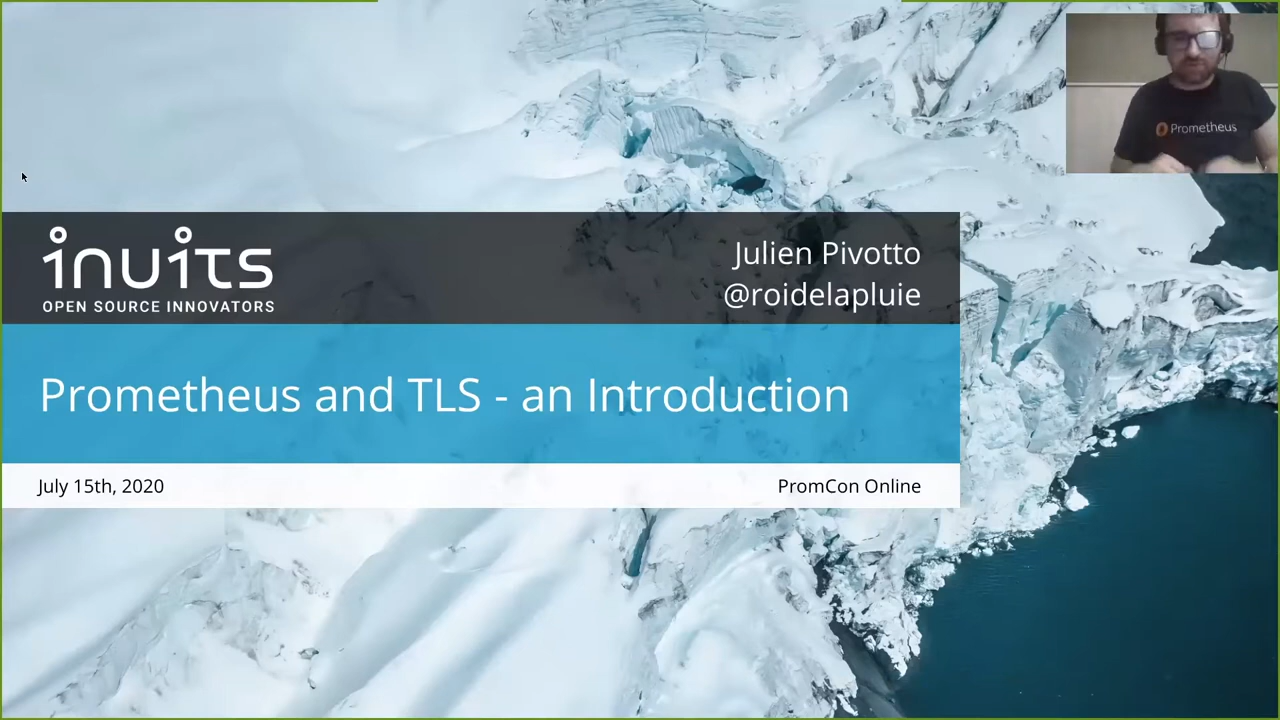 Prometheus
inuits
OPEN SOURCE INNOVATORS
Julien Pivotto
@roidelapluie
Prometheus and TLS - an Introduction
July 15th, 2020
PromCon Online